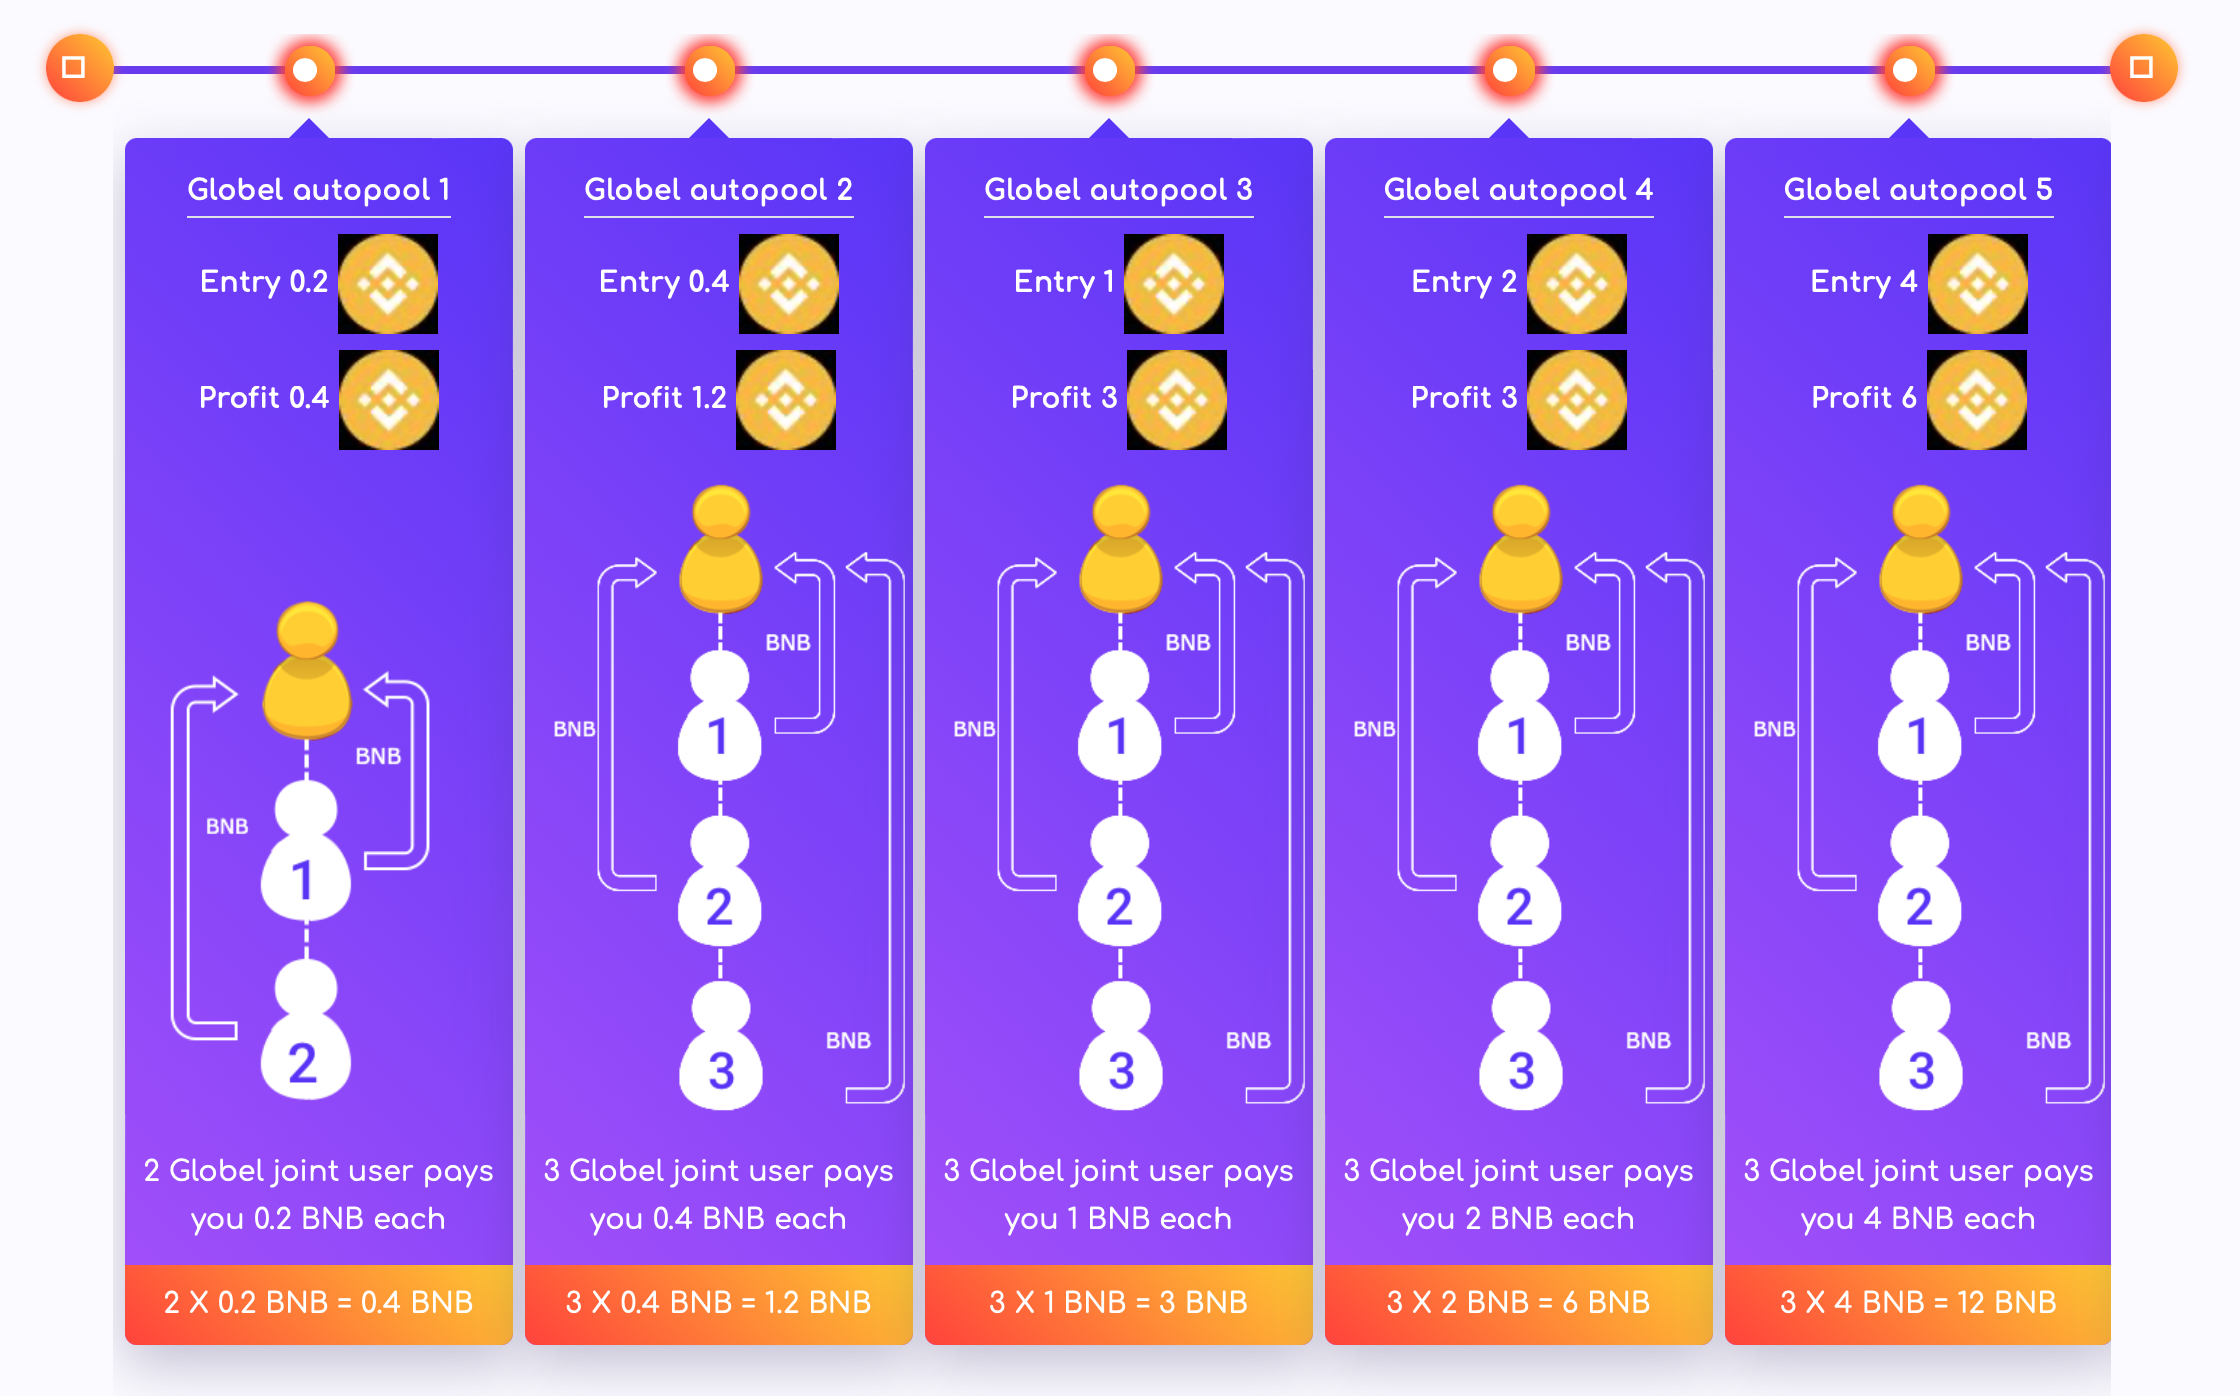 Globel autopool 1
Entry 0.2
Profit 0.4
BNB
BNB
1
2
2 Globel joint user pays
you 0.2 BNB each
2 X 0.2 BNB = 0.4 BNB
Globel autopool 2
Entry 0.4
Profit 1.2
BNB
BNB
1
2
3
BNB
3 Globel joint user pays
you 0.4 BNB each
3 X 0.4 BNB = 1.2 BNB
Globel autopool 3
Entry 1
Profit 3
BNB
BNB
1
2
3
BNB
3 Globel joint user pays
you 1 BNB each
3 X 1 BNB = 3 BNB
Globel autopool 4
Entry 2
Profit 3
BNB
BNB
1
2
3
BNB
3 Globel joint user pays
you 2 BNB each
3 X 2 BNB = 6 BNB
Globel autopool 5
Entry 4
Profit 6
BNB
BNB
1
2
3
BNB
3 Globel joint user pays
you 4 BNB each
3 X 4 BNB = 12 BNB